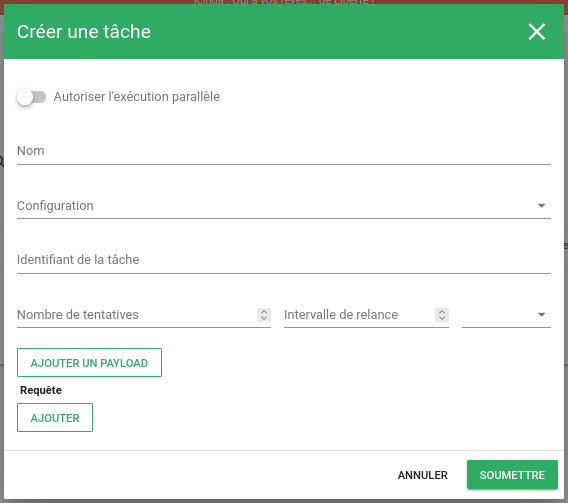 Créer une tâche
Autoriser l'exécution parallèle
Nom
Configuration
Identifiant de la tâche
Nombre de tentatives
Intervalle de relance
AJOUTER UN PAYLOAD
Requête
AJOUTER
ANNULER
SOUMETTRE